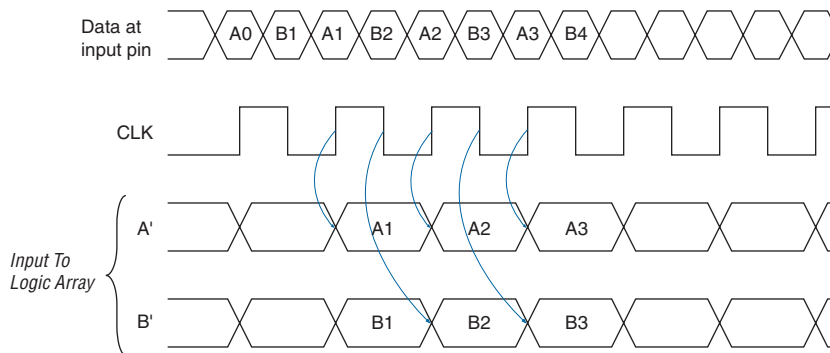 Data at
input pin
A0 B1 A1 B2 A2 B3 A3 B4
CLK
A'
A1 A2 A3
Input To
Logic Array
B'
B1 B2 B3